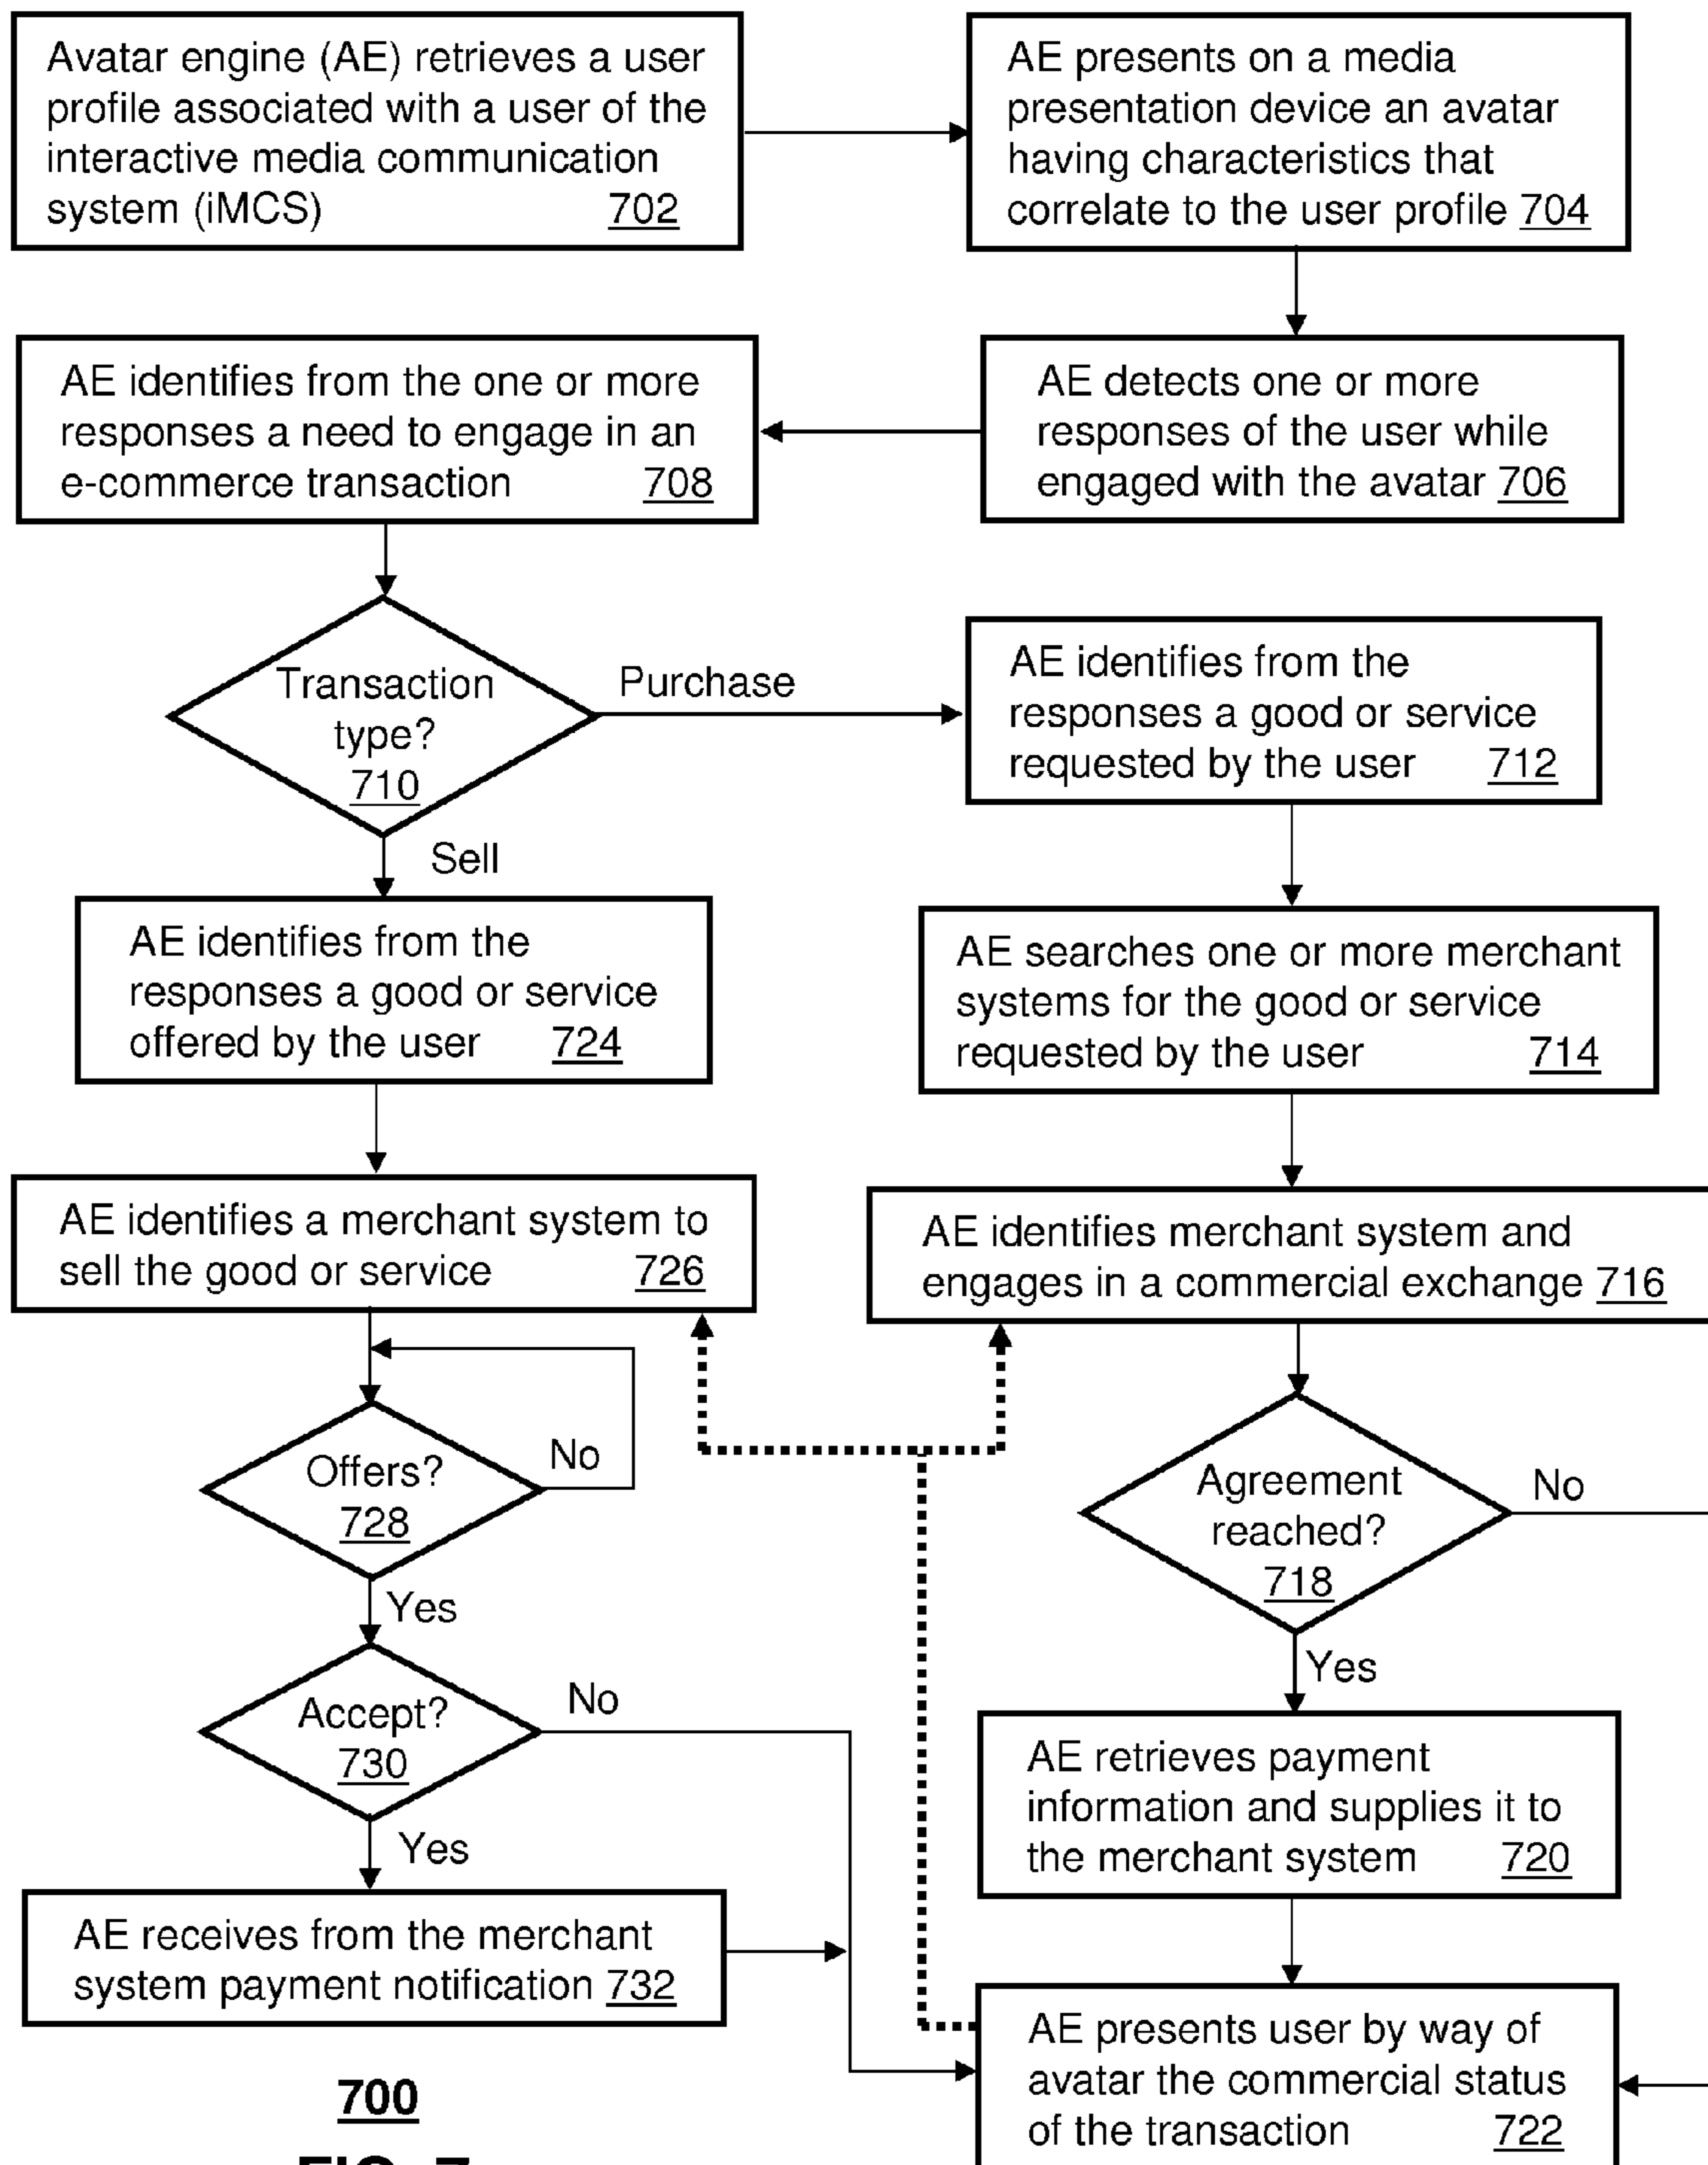 Avatar engine (AE) retrieves a user
profile associated with a user of the
interactive media communication
system (iMCS) 702
AE presents on a media
presentation device an avatar
having characteristics that
correlate to the user profile 704
AE detects one or more
responses of the user while
engaged with the avatar 706
AE identifies from the one or more
responses a need to engage in an
e-commerce transaction 708
Transaction
type?
710
Purchase
AE identifies from the
responses a good or service
requested by the user 712
Sell
AE searches one or more merchant
systems for the good or service
requested by the user 714
AE identifies from the
responses a good or service
offered by the user 724
AE identifies a merchant system to
sell the good or service 726
AE identifies merchant system and
engages in a commercial exchange 716
Offers?
728
No
Agreement
reached?
718
No
Yes
Yes
Accept?
730
No
AE retrieves payment
information and supplies it to
the merchant system 720
Yes
AE receives from the merchant
system payment notification 732
AE presents user by way of
avatar the commercial status
of the transaction 722
700
FIG. 7